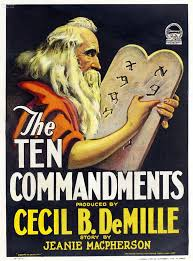 The
TEN
COMMANDMENTS
PRODUCED BY
CECIL B. DeMILLE
STORY BY
JEANIE MACPHERSON